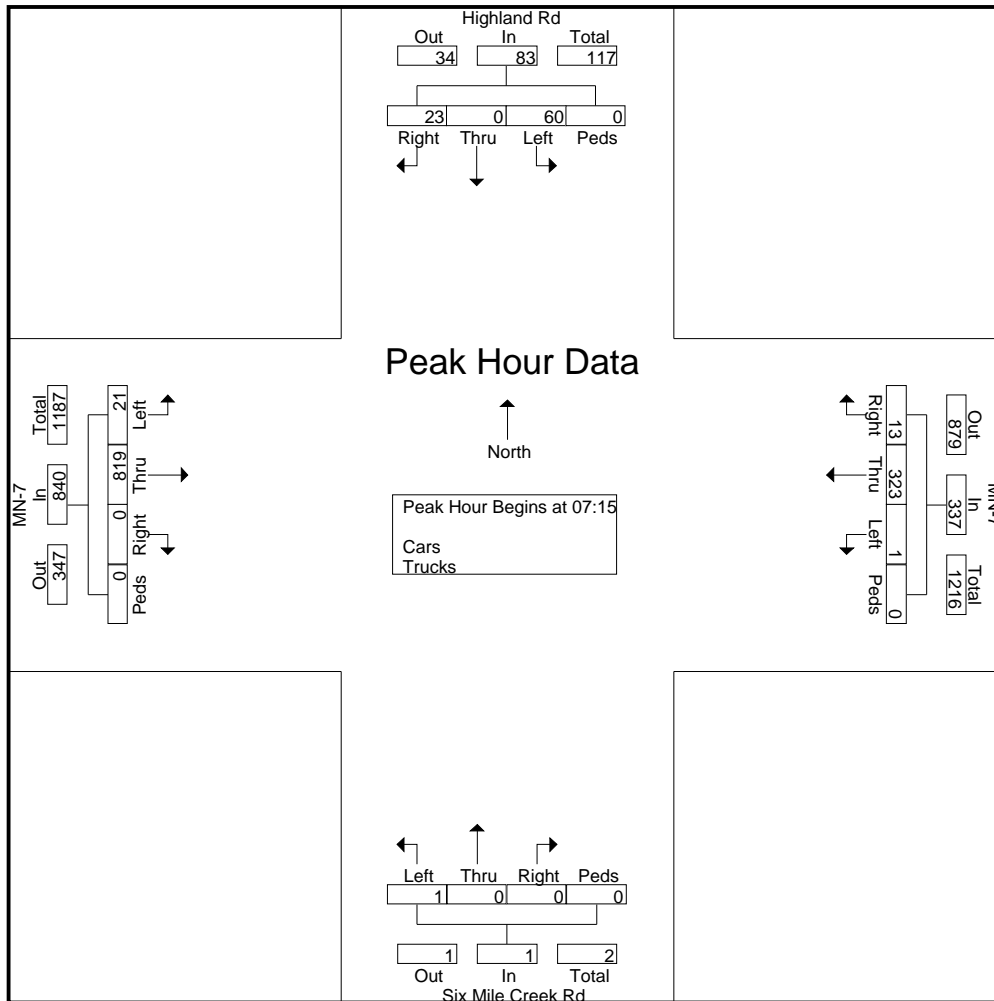 Highland Rd
Out In Total
34 83 117
23 0 60 0
Right Thru Left Peds
Peak Hour Data
North
Peak Hour Begins at 07:15
Cars
Trucks
MN-7
Out In Total
347 840 1187
21 819 0 0
Left Thru Right Peds
MN-7
Out In Total
879 337 1216
13 323 1 0
Right Thru Left Peds
Left Thru Right Peds
1 0 0 0
1 1 2
Out In Total
Six Mile Creek Rd